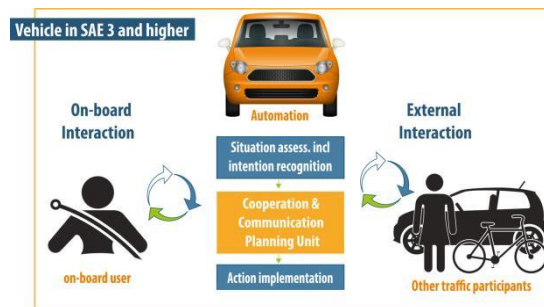 Vehicle in SAE 3 and higher
On-board
Interaction
Automation
External
Interaction
Situation assess. incl
intention recognition
Cooperation &
Communication
Planning Unit
Action implementation
on-board user
Other traffic participants